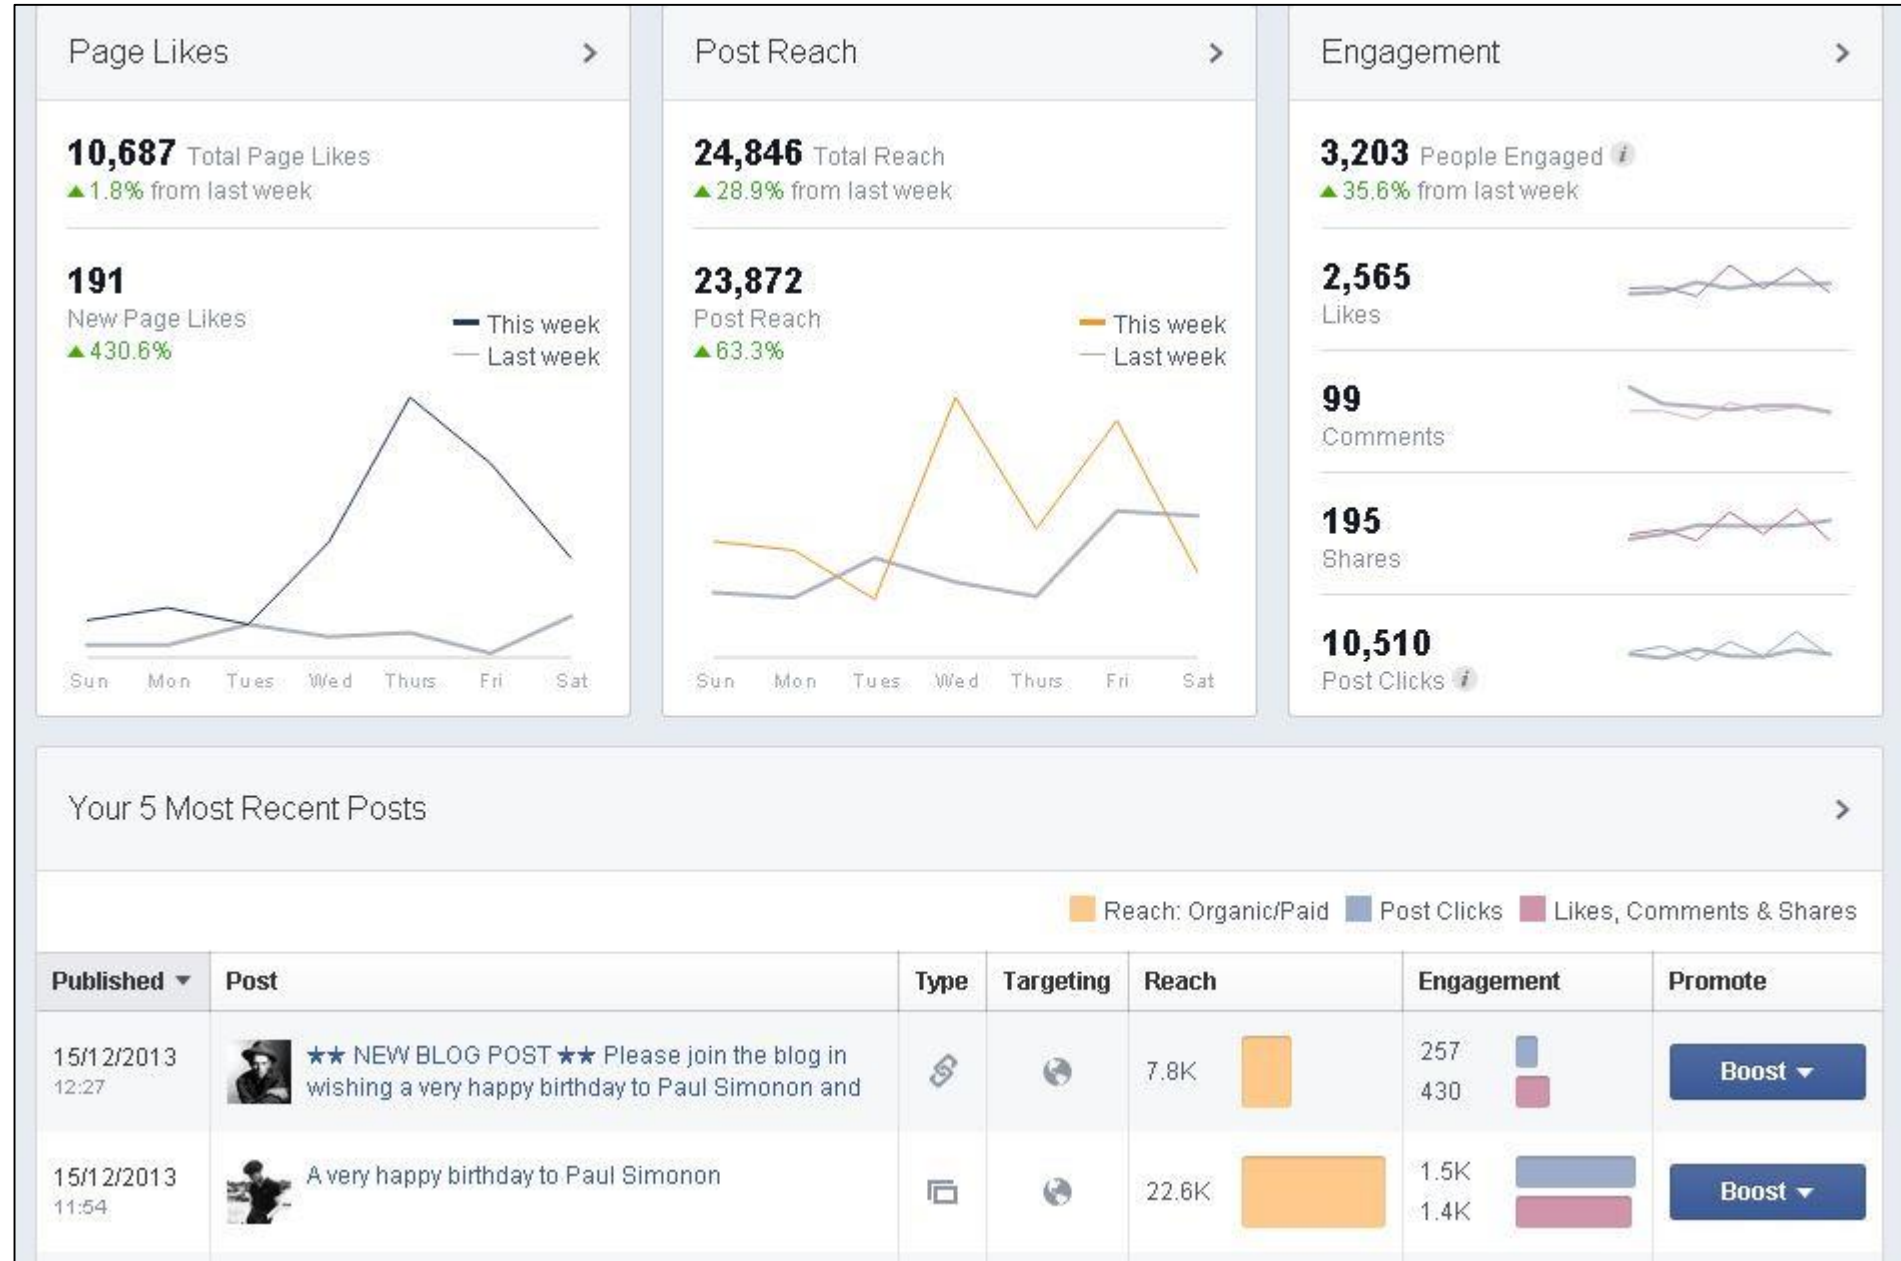 Page Likes
10,687 Total Page Likes
1.8% from last week
191
New Page Likes
430.6%
This week
Last week
Sun Mon Tues Wed Thurs Fri Sat
Post Reach
24,846 Total Reach
28.9% from last week
23,872
Post Reach
63.3%
This week
Last week
Sun Mon Tues Wed Thurs Fri Sat
Engagement
3,203 People Engaged i
35.6% from last week
2,565
Likes
99
Comments
195
Shares
10,510
Post Clicks i
Your 5 Most Recent Posts
Reach: Organic/Paid Post Clicks Likes, Comments & Shares
Published Post Type Targeting Reach Engagement Promote
15/12/2013
12:27
★★ NEW BLOG POST ★★ Please join the blog in
wishing a very happy birthday to Paul Simonon and
7.8K
257
430
Boost
15/12/2013
11:54
A very happy birthday to Paul Simonon
22.6K
1.5K
1.4K
Boost